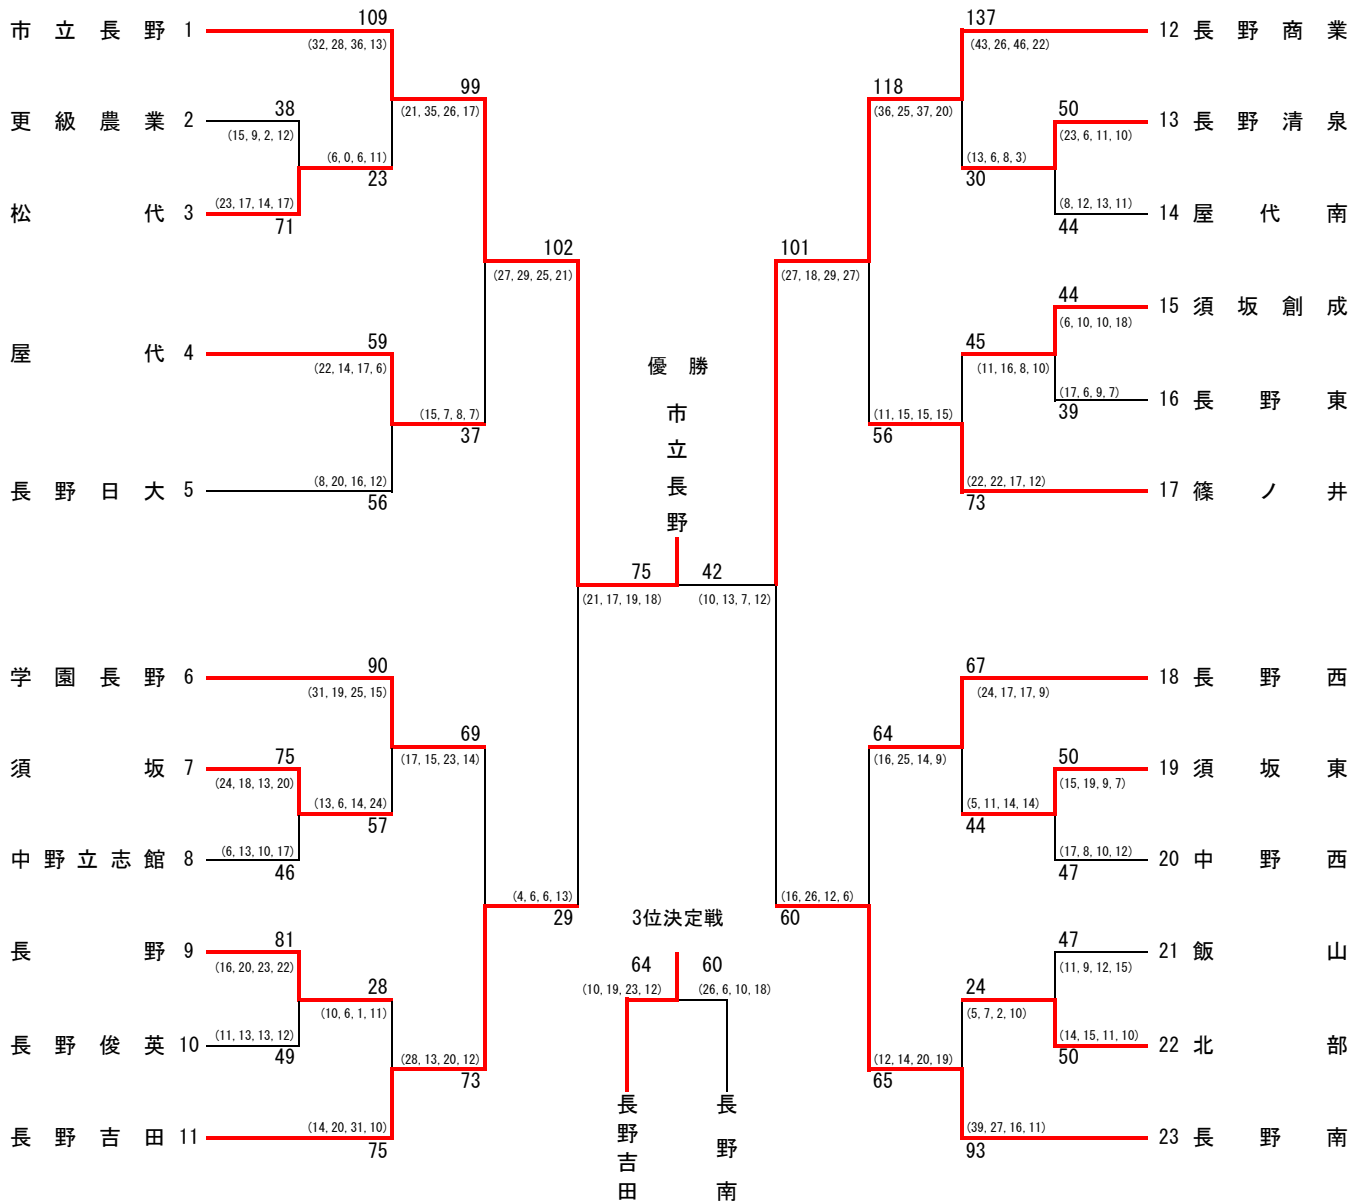 109
137
市立長野 1
12 長野商業
(32, 28, 36, 13)
(43, 26, 46, 22)
99
118
38
50
(21, 35, 26, 17)
(36, 25, 37, 20)
更級農業 2
13 長野清泉
(15, 9, 2, 12)
(23, 6, 11, 10)
(6, 0, 6, 11)
(13, 6, 8, 3)
23
30
(23, 17, 14, 17)
(8, 12, 13, 11)
松代 3
14 屋代南
71
44
102
101
(27, 29, 25, 21)
(27, 18, 29, 27)
44
15 須坂創成
(6, 10, 10, 18)
59
45
屋代 4
優勝
(22, 14, 17, 6)
(11, 16, 8, 10)
(17, 6, 9, 7)
16 長野東
39
市立長野
(15, 7, 8, 7)
(11, 15, 15, 15)
37
56
(8, 20, 16, 12)
(22, 22, 17, 12)
長野日大 5
17 篠ノ井
56
73
75
42
(21, 17, 19, 18)
(10, 13, 7, 12)
90
67
学園長野 6
18 長野西
(31, 19, 25, 15)
(24, 17, 17, 9)
69
64
75
50
(17, 15, 23, 14)
(16, 25, 14, 9)
須坂 7
19 須坂東
(24, 18, 13, 20)
(15, 19, 9, 7)
(13, 6, 14, 24)
(5, 11, 14, 14)
57
44
(6, 13, 10, 17)
(17, 8, 10, 12)
中野立志館 8
20 中野西
46
47
(4, 6, 6, 13)
(16, 26, 12, 6)
29
3位決定戦
60
81
47
長野 9
21 飯山
(16, 20, 23, 22)
(11, 9, 12, 15)
64
60
28
24
(10, 19, 23, 12)
(26, 6, 10, 18)
(10, 6, 1, 11)
(5, 7, 2, 10)
(11, 13, 13, 12)
(14, 15, 11, 10)
長野俊英 10
22 北部
49
50
(28, 13, 20, 12)
(12, 14, 20, 19)
73
65
長野吉田
長野南
(14, 20, 31, 10)
(39, 27, 16, 11)
長野吉田 11
23 長野南
75
93